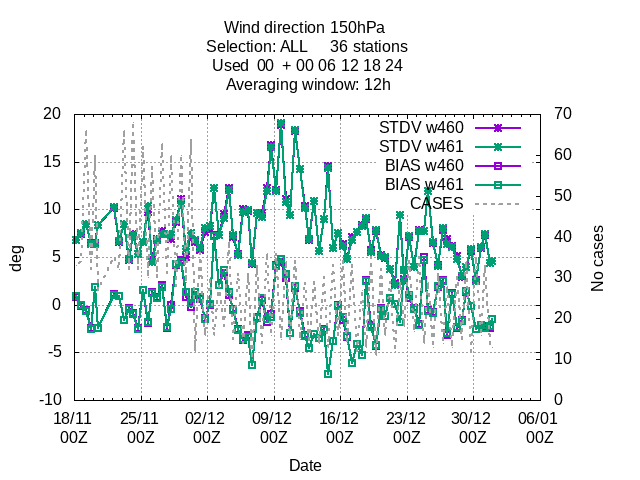 Wind direction 150hPa
Selection: ALL 36 stations
Used 00 + 00 06 12 18 24
Averaging window: 12h
20
15
10
5
0
-5
-10
70
60
50
40
30
20
10
0
deg
No cases
STDV w460
STDV w461
BIAS w460
BIAS w461
CASES
18/11 25/11 02/12 09/12 16/12 23/12 30/12 06/01
00Z 00Z 00Z 00Z 00Z 00Z 00Z 00Z
Date